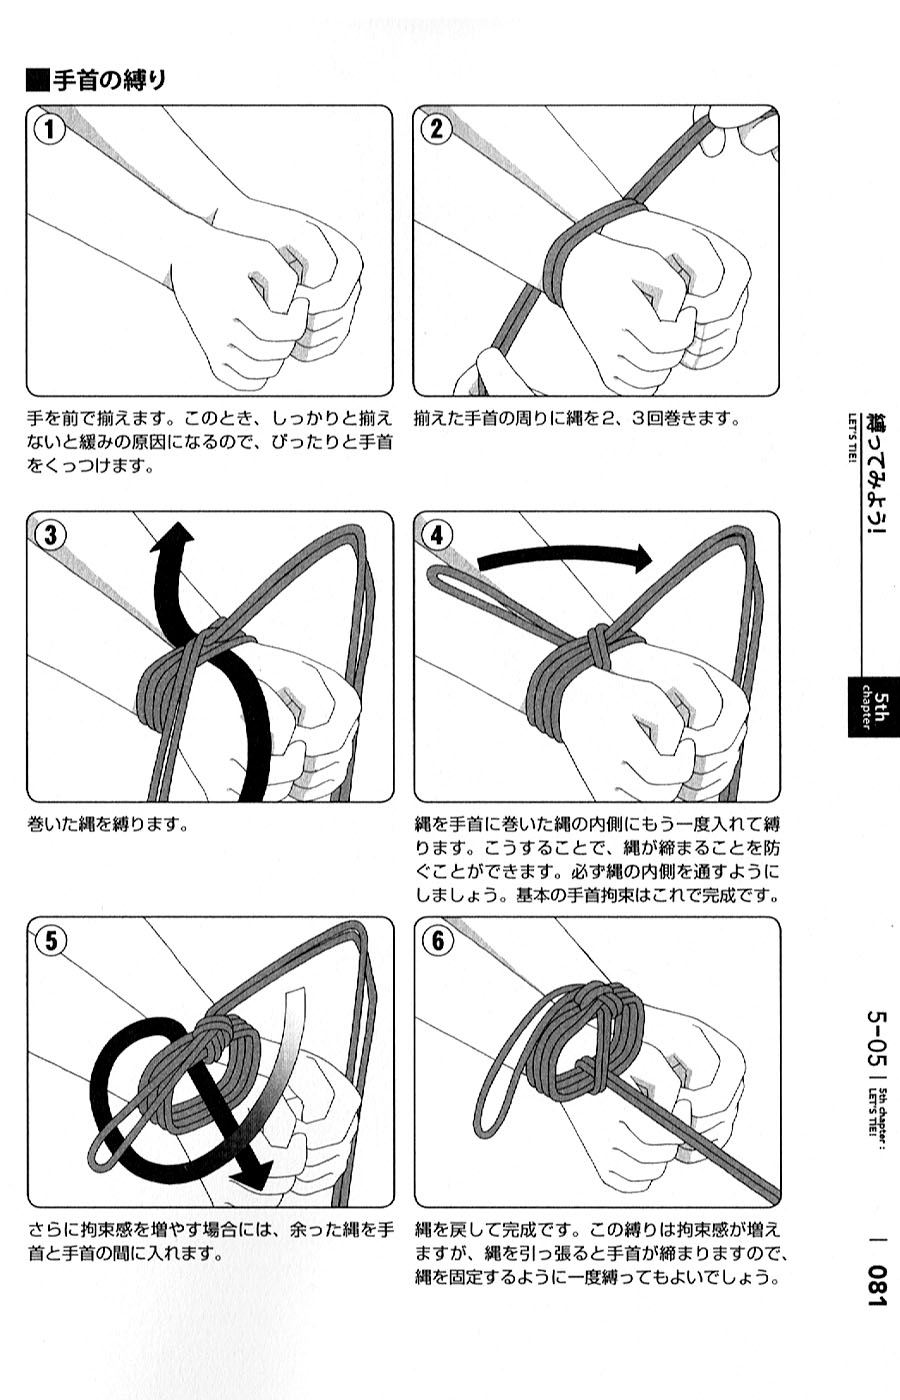 ■手首の縛り
1
2
手を前で揃えます。このとき、しっかりと揃え
ないと緩みの原因になるので、ぴったりと手首
をくっつけます。
揃えた手首の周りに縄を2、3回巻きます。
3
4
巻いた縄を縛ります。
縄を手首に巻いた縄の内側にもう一度入れて縛
ります。こうすることで、縄が締まることを防
ぐことができます。必ず縄の内側を通すように
しましょう。基本の手首拘束はこれで完成です。
5
6
さらに拘束感を増やす場合には、余った縄を手
首と手首の間に入れます。
縄を戻して完成です。この縛りは拘束感が増え
ますが、縄を引っ張ると手首が締まりますので、
縄を固定するように一度縛ってもよいでしょう。
縛ってみよう!
LET'S TIE!
5th
chapter
5-05
5th chapter:
LET'S TIE!
081